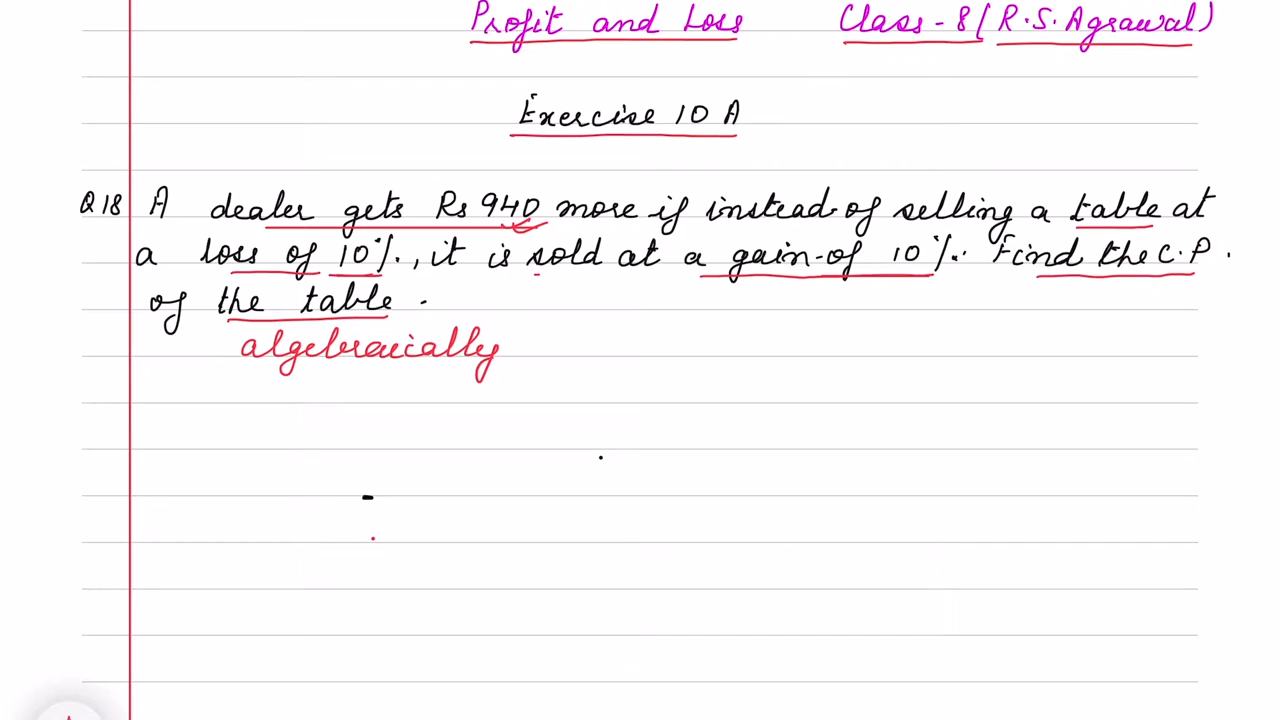 Profit and Loss Class-8(R.S.Agrawal)
Exercise 10 A
Q18 A dealer gets Rs 940 more if instead of selling a table at
a loss of 10%, it is sold at a gain of 10%. Find the C.P.
of the table.
algebraically